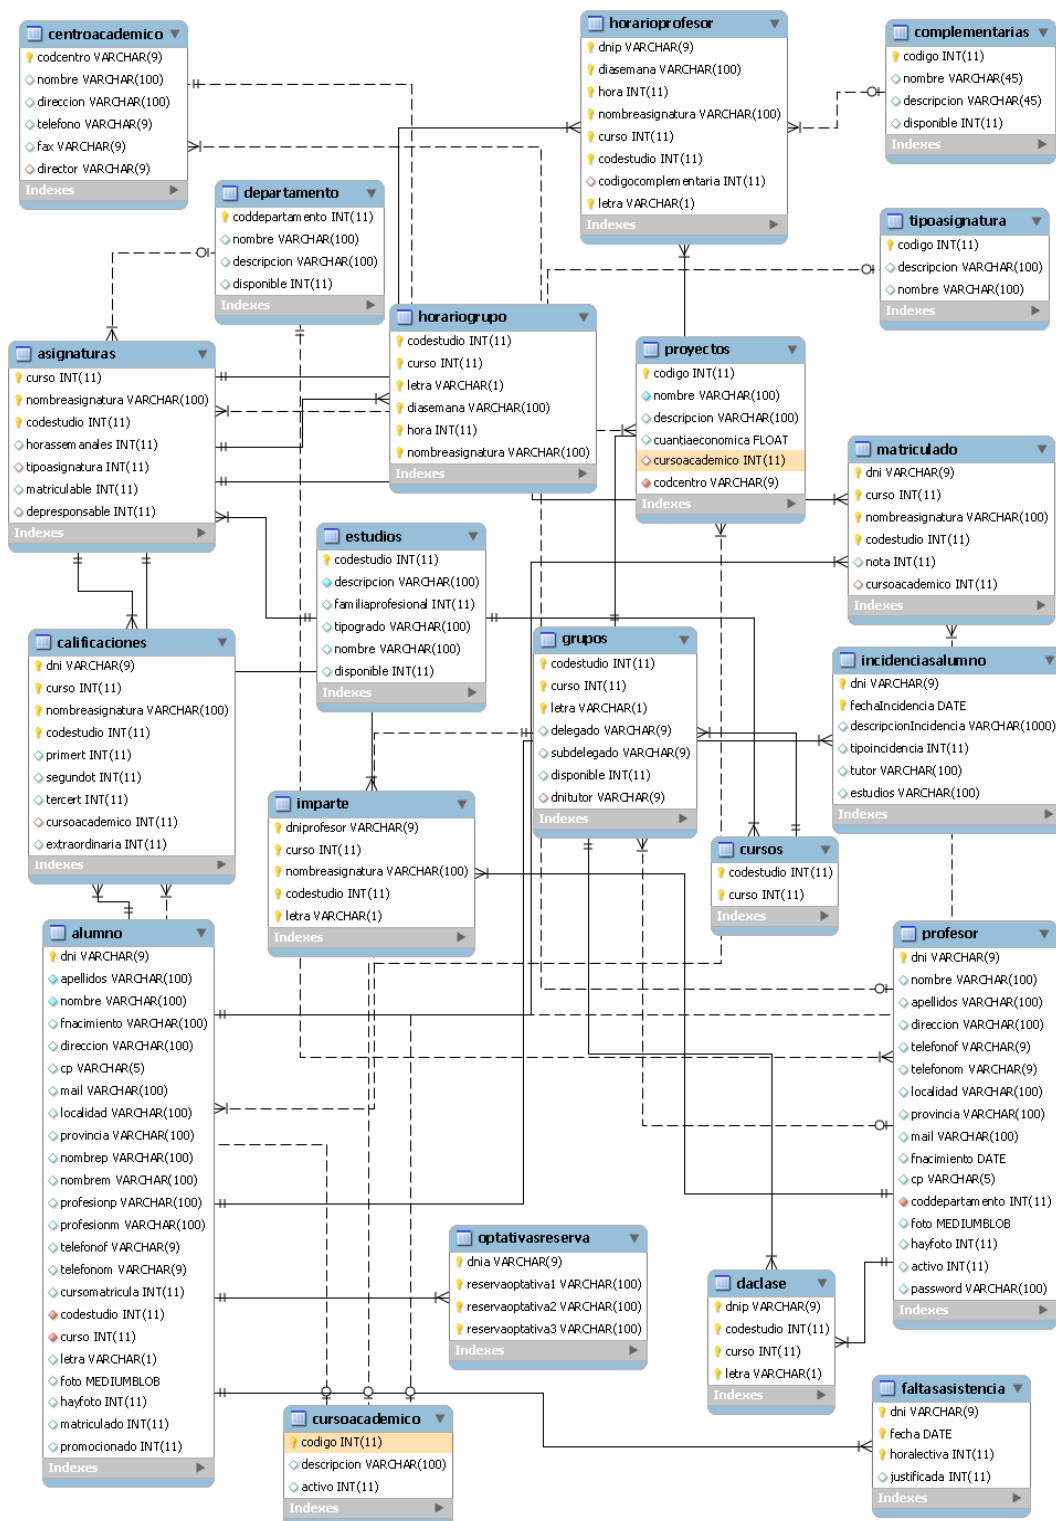 centroacademico
codcentro VARCHAR(9)
nombre VARCHAR(100)
direccion VARCHAR(100)
telefono VARCHAR(9)
fax VARCHAR(9)
director VARCHAR(9)
Indexes
horarioprofesor
dnip VARCHAR(9)
diasemana VARCHAR(100)
hora INT(11)
nombreasignatura VARCHAR(100)
curso INT(11)
codestudio INT(11)
codigocomplementaria INT(11)
letra VARCHAR(1)
Indexes
complementarias
codigo INT(11)
nombre VARCHAR(45)
descripcion VARCHAR(45)
disponible INT(11)
Indexes
departamento
coddepartamento INT(11)
nombre VARCHAR(100)
descripcion VARCHAR(100)
disponible INT(11)
Indexes
tipoasignatura
codigo INT(11)
descripcion VARCHAR(100)
nombre VARCHAR(100)
Indexes
horariogrupo
codestudio INT(11)
curso INT(11)
letra VARCHAR(1)
diasemana VARCHAR(100)
hora INT(11)
nombreasignatura VARCHAR(100)
Indexes
asignaturas
curso INT(11)
nombreasignatura VARCHAR(100)
codestudio INT(11)
horassemanales INT(11)
tipoasignatura INT(11)
matriculable INT(11)
depresponsable INT(11)
Indexes
proyectos
codigo INT(11)
nombre VARCHAR(100)
descripcion VARCHAR(100)
cuantiaeconomica FLOAT
cursoacademico INT(11)
codcentro VARCHAR(9)
Indexes
matriculado
dni VARCHAR(9)
curso INT(11)
nombreasignatura VARCHAR(100)
codestudio INT(11)
nota INT(11)
cursoacademico INT(11)
Indexes
estudios
codestudio INT(11)
descripcion VARCHAR(100)
familiaprofesional INT(11)
tipogrado VARCHAR(100)
nombre VARCHAR(100)
disponible INT(11)
Indexes
calificaciones
dni VARCHAR(9)
curso INT(11)
nombreasignatura VARCHAR(100)
codestudio INT(11)
primert INT(11)
segundot INT(11)
tercert INT(11)
cursoacademico INT(11)
extraordinaria INT(11)
Indexes
grupos
codestudio INT(11)
curso INT(11)
letra VARCHAR(1)
delegado VARCHAR(9)
subdelegado VARCHAR(9)
disponible INT(11)
dnitutor VARCHAR(9)
Indexes
incidenciasalumno
dni VARCHAR(9)
fechaIncidencia DATE
descripcionIncidencia VARCHAR(1000)
tipoincidencia INT(11)
tutor VARCHAR(100)
estudios VARCHAR(100)
Indexes
imparte
dniprofesor VARCHAR(9)
curso INT(11)
nombreasignatura VARCHAR(100)
codestudio INT(11)
letra VARCHAR(1)
Indexes
cursos
codestudio INT(11)
curso INT(11)
Indexes
alumno
dni VARCHAR(9)
apellidos VARCHAR(100)
nombre VARCHAR(100)
fnacimiento VARCHAR(100)
direccion VARCHAR(100)
cp VARCHAR(5)
mail VARCHAR(100)
localidad VARCHAR(100)
provincia VARCHAR(100)
nombrep VARCHAR(100)
nombrem VARCHAR(100)
profesionp VARCHAR(100)
profesionm VARCHAR(100)
telefonof VARCHAR(9)
telefonom VARCHAR(9)
cursomatricula INT(11)
codestudio INT(11)
curso INT(11)
letra VARCHAR(1)
foto MEDIUMBLOB
hayfoto INT(11)
matriculado INT(11)
promocionado INT(11)
Indexes
profesor
dni VARCHAR(9)
nombre VARCHAR(100)
apellidos VARCHAR(100)
direccion VARCHAR(100)
telefonof VARCHAR(9)
telefonom VARCHAR(9)
localidad VARCHAR(100)
provincia VARCHAR(100)
mail VARCHAR(100)
fnacimiento DATE
cp VARCHAR(5)
coddepartamento INT(11)
foto MEDIUMBLOB
hayfoto INT(11)
activo INT(11)
password VARCHAR(100)
Indexes
optativasreserva
dnia VARCHAR(9)
reservaoptativa1 VARCHAR(100)
reservaoptativa2 VARCHAR(100)
reservaoptativa3 VARCHAR(100)
Indexes
daclase
dnip VARCHAR(9)
codestudio INT(11)
curso INT(11)
letra VARCHAR(1)
Indexes
cursoacademico
codigo INT(11)
descripcion VARCHAR(100)
activo INT(11)
Indexes
faltasasistencia
dni VARCHAR(9)
fecha DATE
horalectiva INT(11)
justificada INT(11)
Indexes